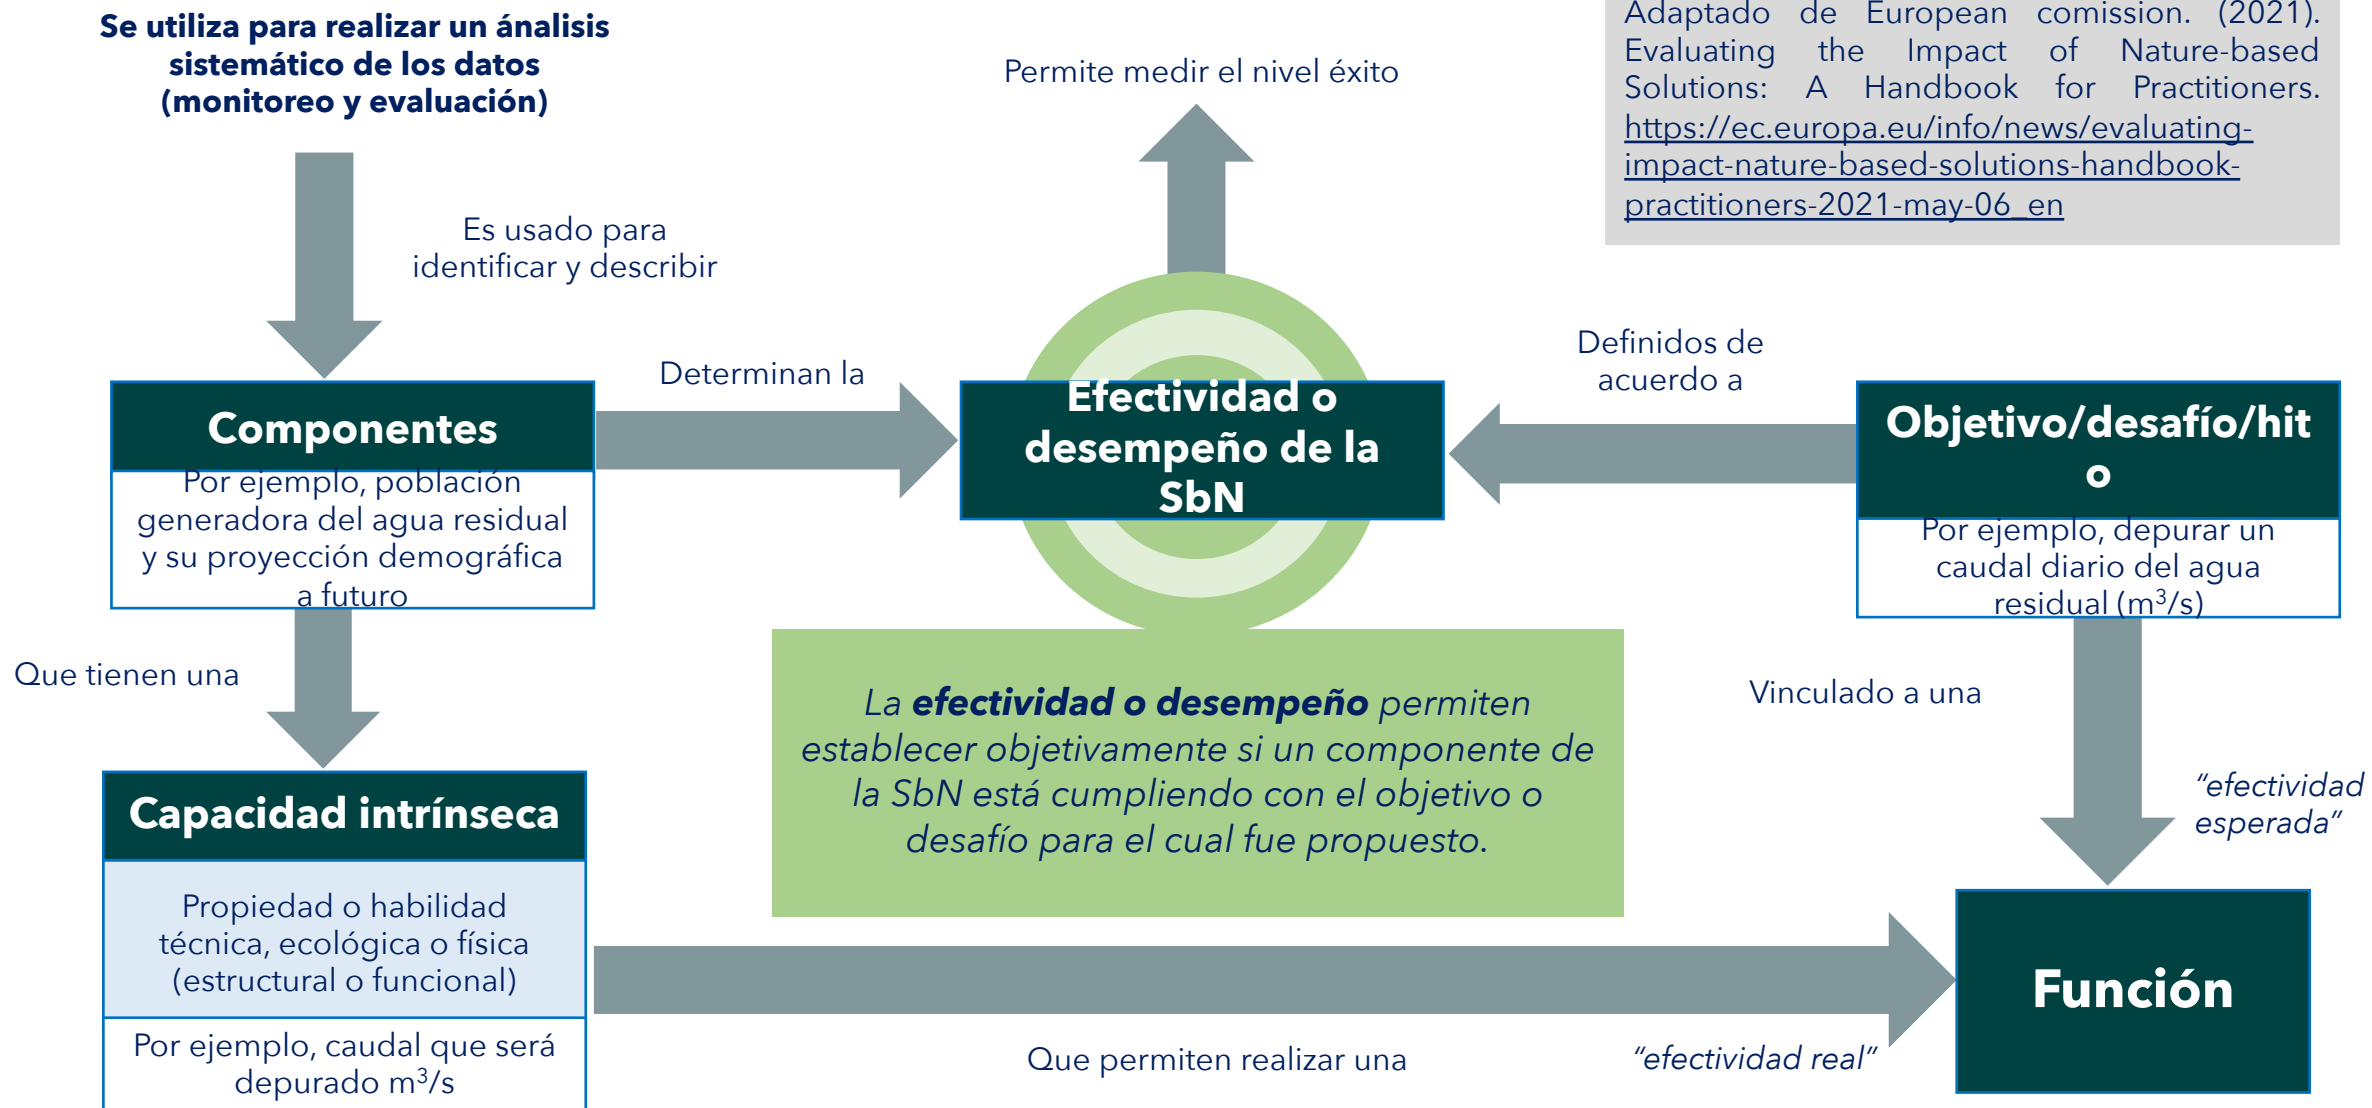 Se utiliza para realizar un ánalisis
sistemático de los datos
(monitoreo y evaluación)
Permite medir el nivel éxito
Adaptado de European comission. (2021).
Evaluating the Impact of Nature-based
Solutions: A Handbook for Practitioners.
https://ec.europa.eu/info/news/evaluating-
impact-nature-based-solutions-handbook-
practitioners-2021-may-06_en
Es usado para
identificar y describir
Determinan la
Definidos de
acuerdo a
Componentes
Por ejemplo, población
generadora del agua residual
y su proyección demográfica
a futuro
Efectividad o
desempeño de la
SbN
Objetivo/desafío/hit
o
Por ejemplo, depurar un
caudal diario del agua
residual (m³/s)
Que tienen una
La efectividad o desempeño permiten
establecer objetivamente si un componente de
la SbN está cumpliendo con el objetivo o
desafío para el cual fue propuesto.
Vinculado a una
“efectividad
esperada”
Capacidad intrínseca
Propiedad o habilidad
técnica, ecológica o física
(estructural o funcional)
Por ejemplo, caudal que será
depurado m³/s
Que permiten realizar una
“efectividad real”
Función